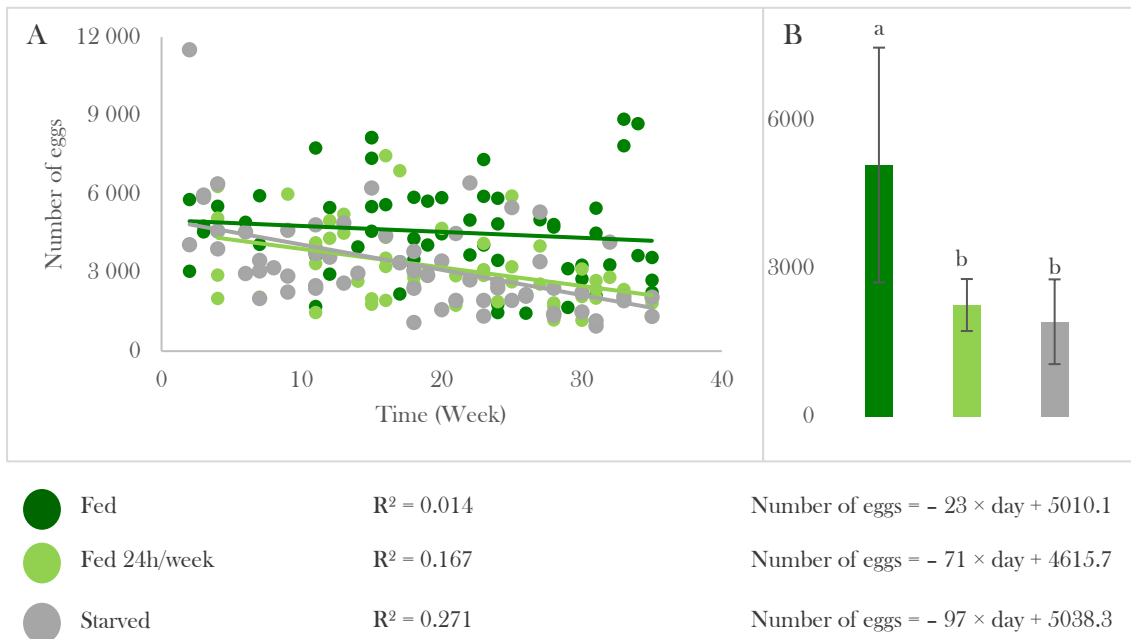 A
Number of eggs
12 000
9 000
6 000
3 000
0
0 10 20 30 40
Time (Week)
B
a
b b
6000
3000
0
Fed R² = 0.014 Number of eggs = – 23 × day + 5010.1
Fed 24h/week R² = 0.167 Number of eggs = – 71 × day + 4615.7
Starved R² = 0.271 Number of eggs = – 97 × day + 5038.3